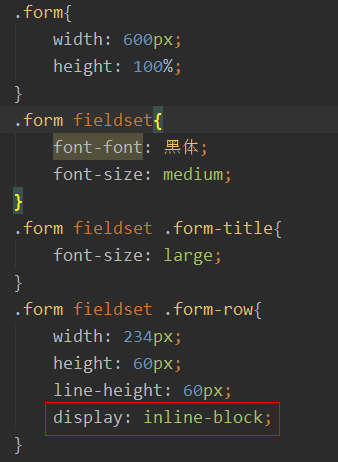 .form{
width: 600px;
height: 100%;
}
.form fieldset{
font-font: 黑体;
font-size: medium;
}
.form fieldset .form-title{
font-size: large;
}
.form fieldset .form-row{
width: 234px;
height: 60px;
line-height: 60px;
display: inline-block;
}